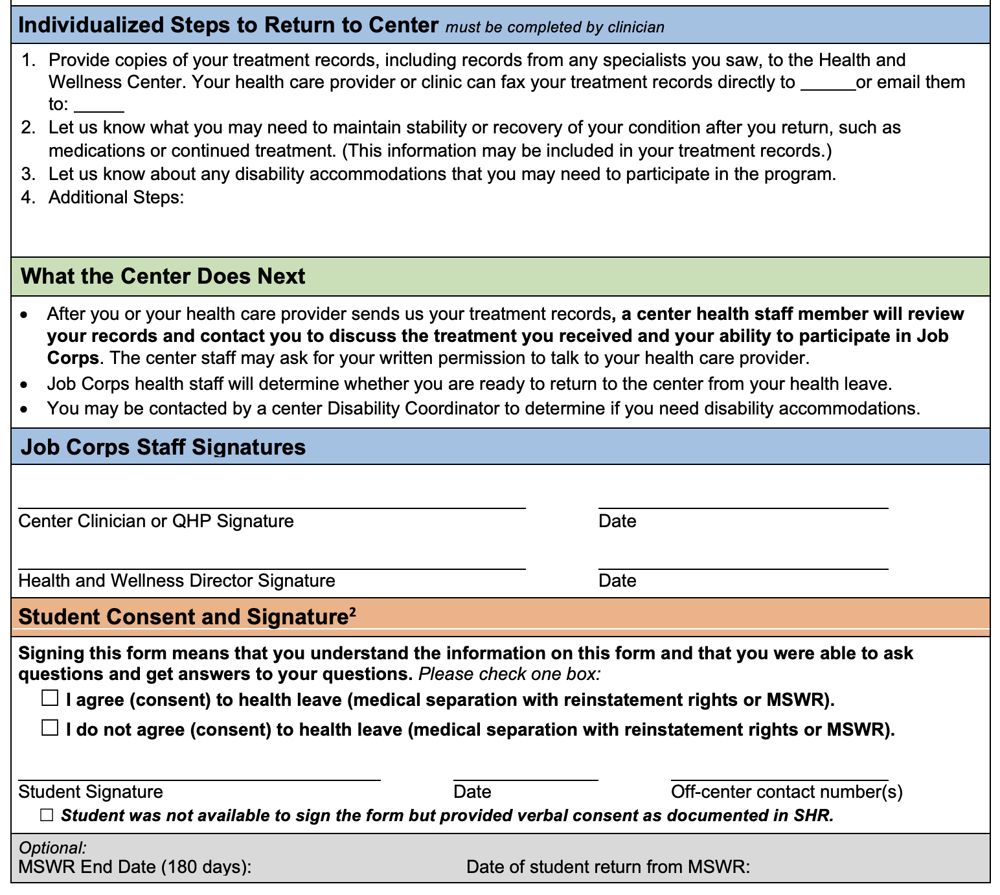 Individualized Steps to Return to Center must be completed by clinician
1. Provide copies of your treatment records, including records from any specialists you saw, to the Health and
Wellness Center. Your health care provider or clinic can fax your treatment records directly to ______or email them
to: _____
2. Let us know what you may need to maintain stability or recovery of your condition after you return, such as
medications or continued treatment. (This information may be included in your treatment records.)
3. Let us know about any disability accommodations that you may need to participate in the program.
4. Additional Steps:
What the Center Does Next
• After you or your health care provider sends us your treatment records, a center health staff member will review
your records and contact you to discuss the treatment you received and your ability to participate in Job
Corps. The center staff may ask for your written permission to talk to your health care provider.
• Job Corps health staff will determine whether you are ready to return to the center from your health leave.
• You may be contacted by a center Disability Coordinator to determine if you need disability accommodations.
Job Corps Staff Signatures
Center Clinician or QHP Signature Date
Health and Wellness Director Signature Date
Student Consent and Signature²
Signing this form means that you understand the information on this form and that you were able to ask
questions and get answers to your questions. Please check one box:
☐ I agree (consent) to health leave (medical separation with reinstatement rights or MSWR).
☐ I do not agree (consent) to health leave (medical separation with reinstatement rights or MSWR).
Student Signature Date Off-center contact number(s)
☐ Student was not available to sign the form but provided verbal consent as documented in SHR.
Optional:
MSWR End Date (180 days): Date of student return from MSWR: